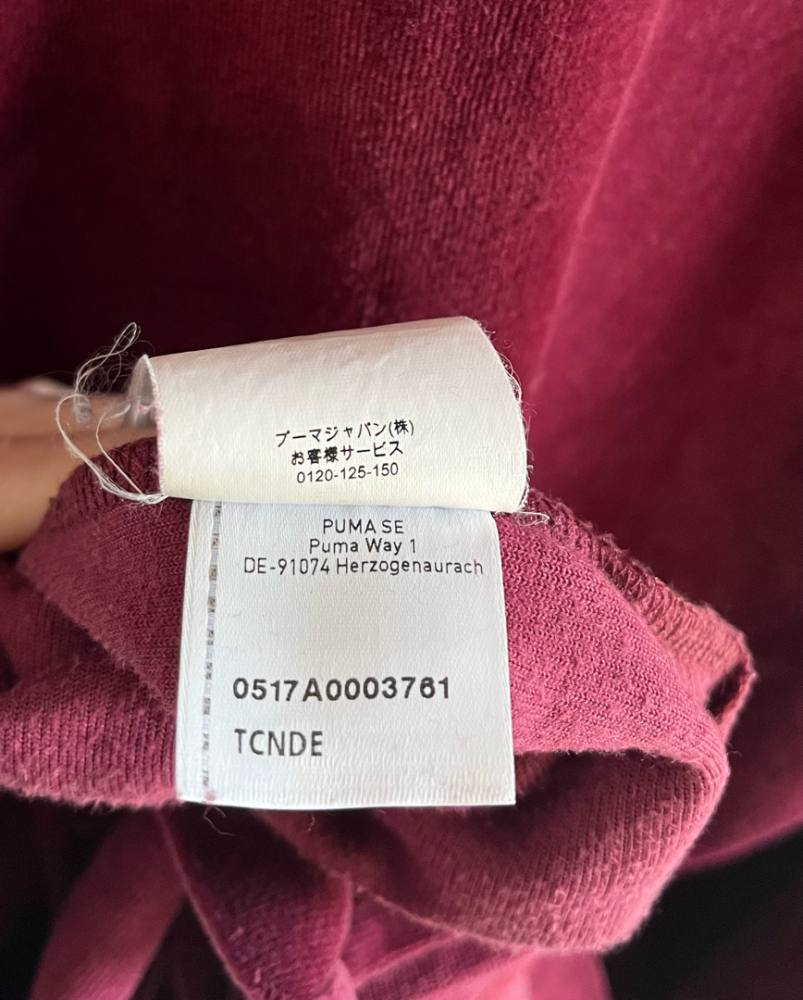 プーマジャパン(株)
お客様サービス
0120-125-150
PUMA SE
Puma Way 1
DE-91074 Herzogenaurach
0517A0003761
TCNDE